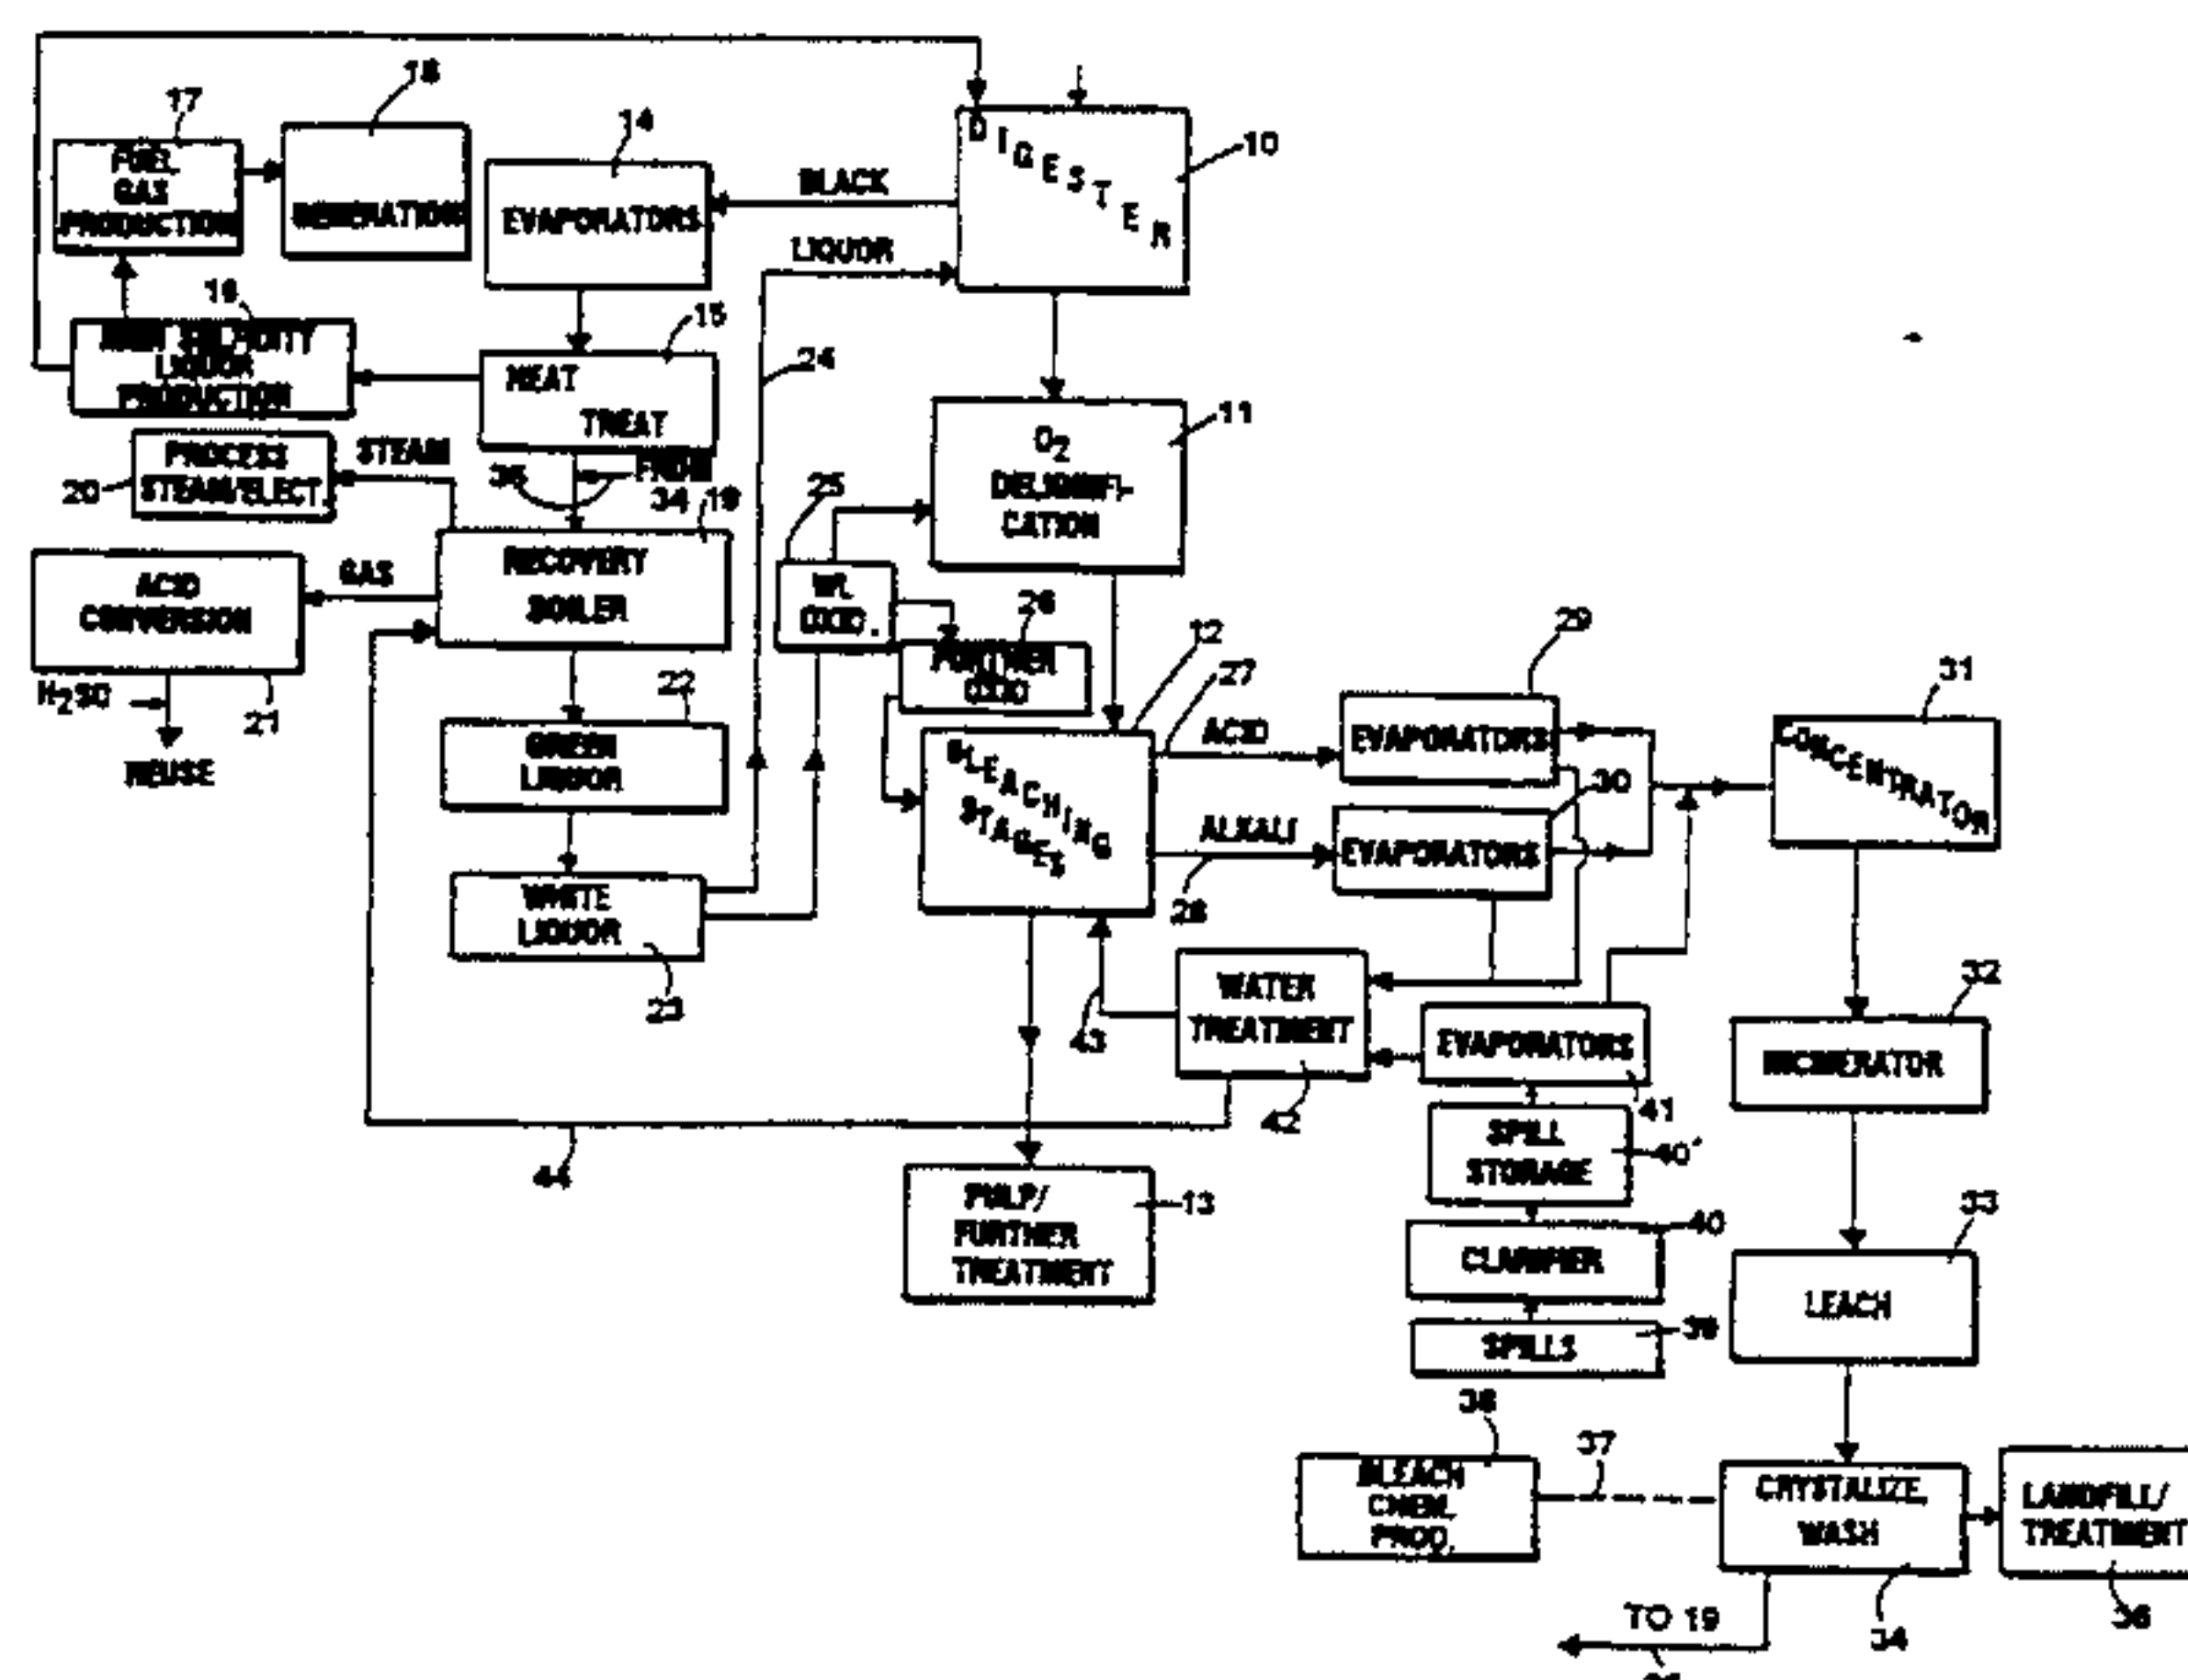 17
18
14
10
FUEL
GAS
PRODUCTION
GENERATION
EVAPORATORS
BLACK
LIQUOR
DIGESTER
16
15
LIQUOR
PRODUCTION
HEAT
TREAT
24
11
O2
DELIGNIFI-
CATION
PROCESS
STEAM/ELECT.
20
STEAM
35
FROM
34
19
25
RECOVERY
BOILER
GAS
ACID
CONVERSION
21
H2SO
REUSE
WL
OXID.
26
FURTHER
OXID
12
27
22
GREEN
LIQUOR
WHITE
LIQUOR
23
BLEACHING
STAGES
ACID
ALKALI
28
29
EVAPORATORS
30
EVAPORATORS
31
CONCENTRATOR
43
WATER
TREATMENT
42
EVAPORATORS
41
32
INCINERATOR
44
SPILL
STORAGE
40'
PULP/
FURTHER
TREATMENT
13
40
CLARIFIER
SPILLS
39
33
LEACH
38
BLEACH
CHEM.
PROD.
37
CRYSTALIZE,
WASH
34
LANDFILL/
TREATMENT
36
TO 19